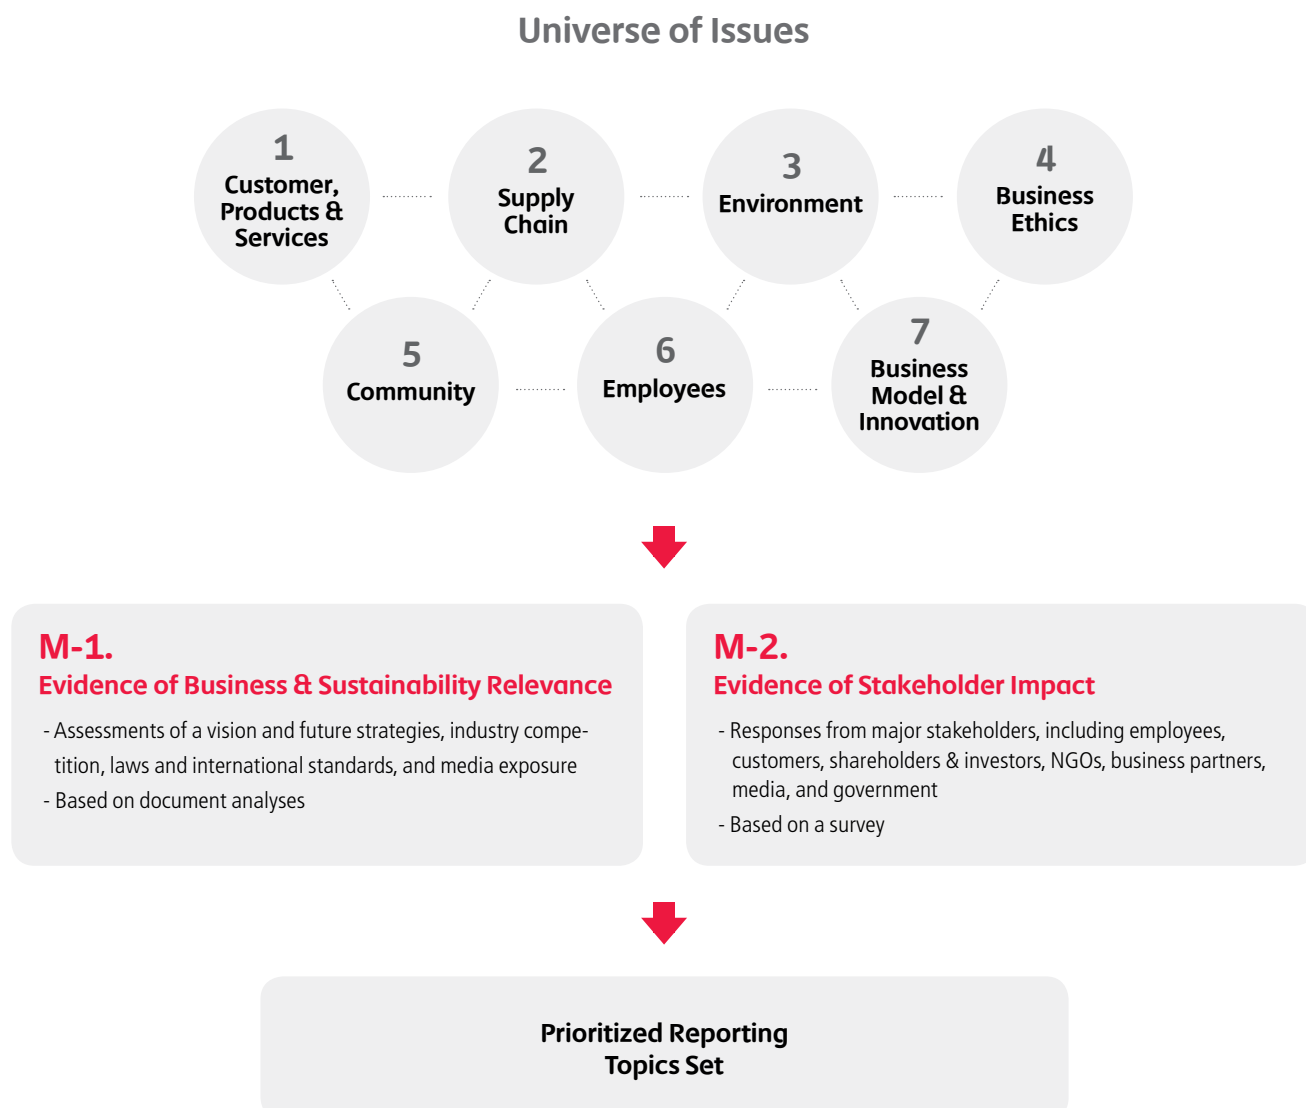 Universe of Issues
1
Customer,
Products &
Services
2
Supply
Chain
3
Environment
4
Business
Ethics
5
Community
6
Employees
7
Business
Model &
Innovation
M-1.
Evidence of Business & Sustainability Relevance
- Assessments of a vision and future strategies, industry compe-
tition, laws and international standards, and media exposure
- Based on document analyses
M-2.
Evidence of Stakeholder Impact
- Responses from major stakeholders, including employees,
customers, shareholders & investors, NGOs, business partners,
media, and government
- Based on a survey
Prioritized Reporting
Topics Set